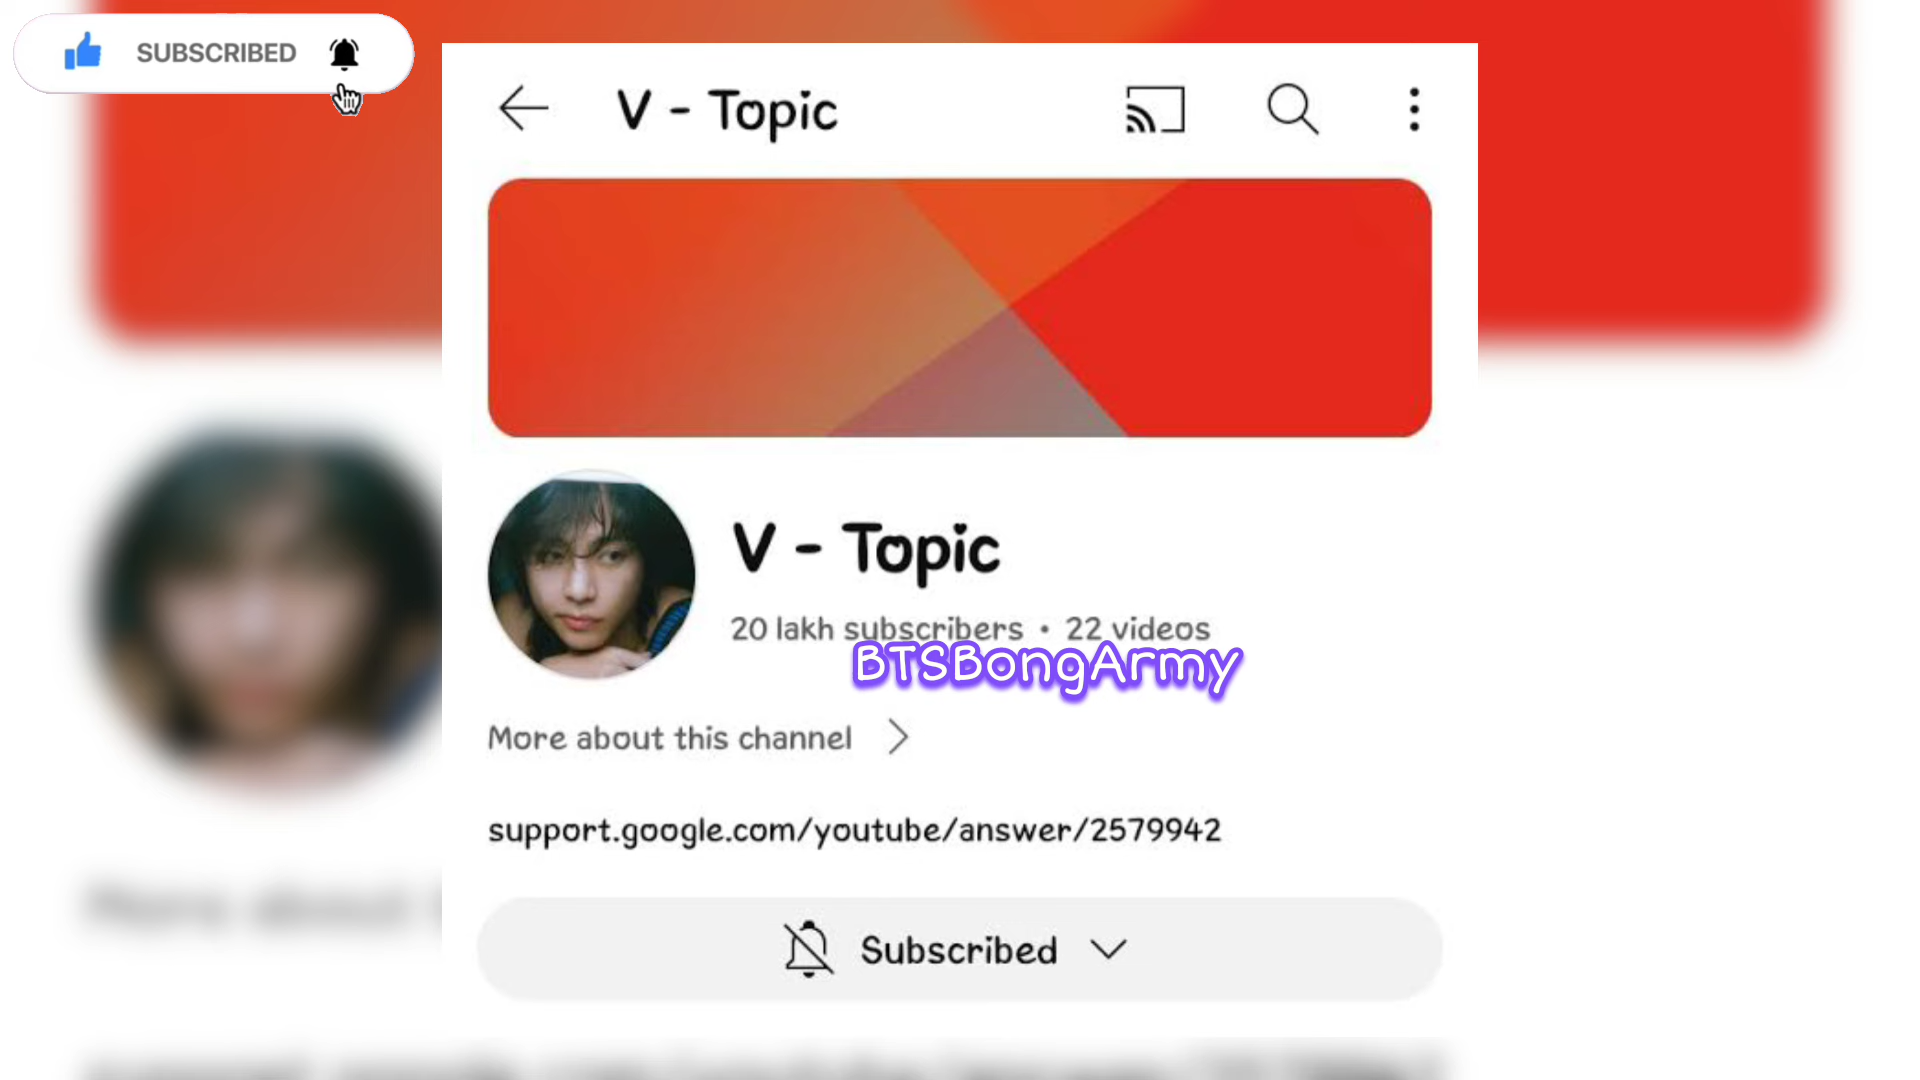 SUBSCRIBED
V - Topic
V - Topic
20 lakh subscribers • 22 videos
BTSBongArmy
More about this channel
support.google.com/youtube/answer/2579942
Subscribed